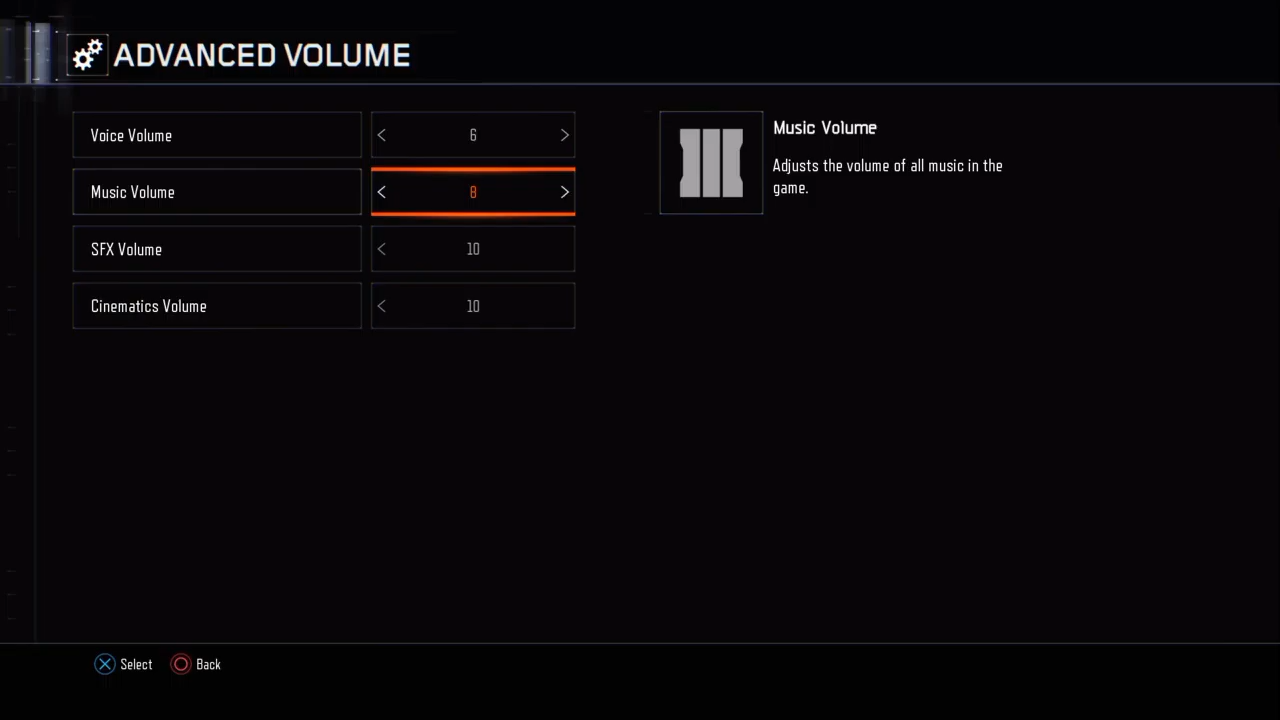 ADVANCED VOLUME
Voice Volume
6
Music Volume
8
SFX Volume
10
Cinematics Volume
10
Music Volume
Adjusts the volume of all music in the
game.
Select
Back